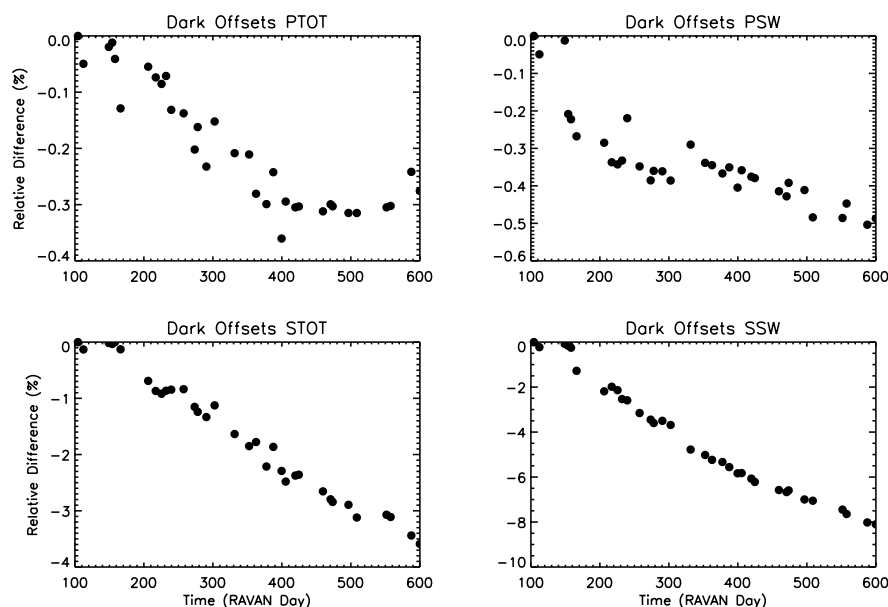 Dark Offsets PTOT
Relative Difference (%)
0.0
-0.1
-0.2
-0.3
-0.4
100 200 300 400 500 600
Dark Offsets PSW
0.0
-0.1
-0.2
-0.3
-0.4
-0.5
-0.6
100 200 300 400 500 600
Dark Offsets STOT
Relative Difference (%)
0
-1
-2
-3
-4
100 200 300 400 500 600
Time (RAVAN Day)
Dark Offsets SSW
0
-2
-4
-6
-8
-10
100 200 300 400 500 600
Time (RAVAN Day)